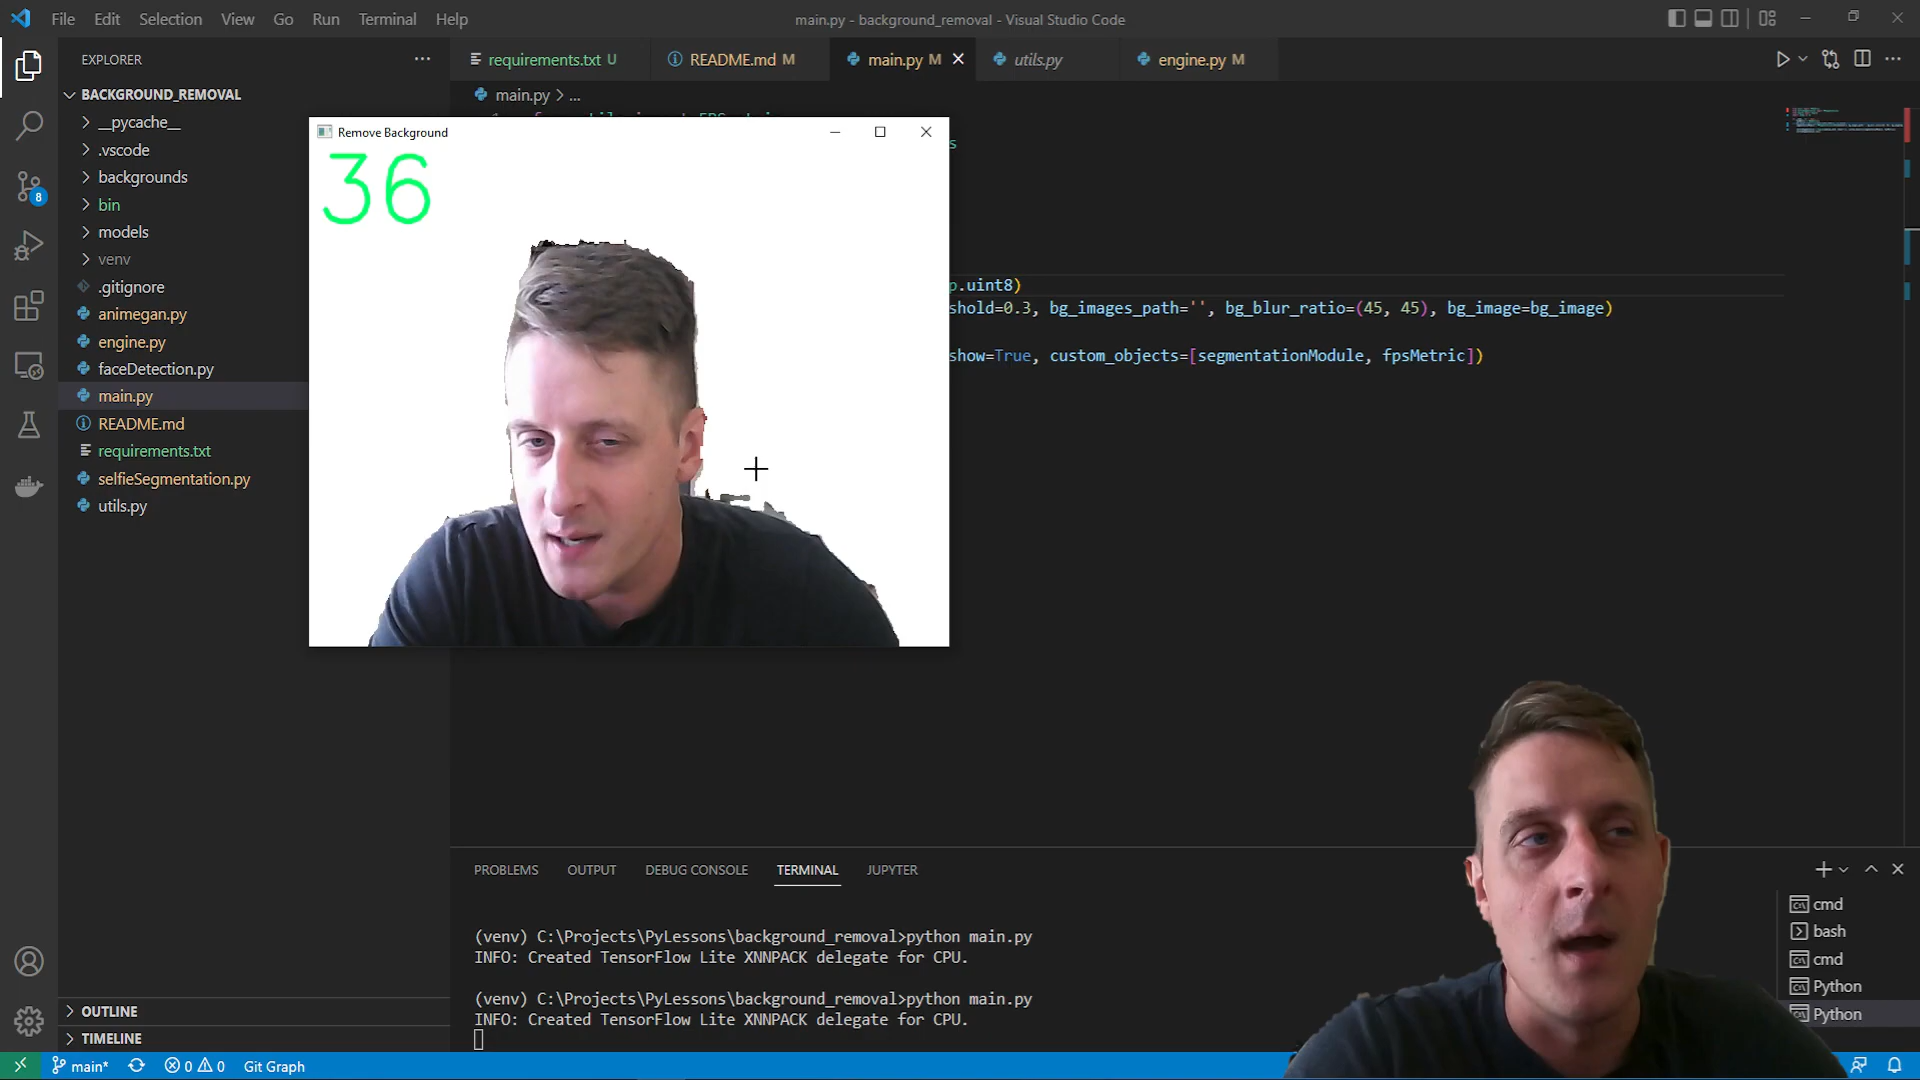 File Edit Selection View Go Run Terminal Help
main.py - background_removal - Visual Studio Code
EXPLORER
requirements.txt U
README.md M
main.py M
utils.py
engine.py M
BACKGROUND_REMOVAL
main.py > ...
__pycache__
.vscode
backgrounds
bin
models
venv
.gitignore
animegan.py
engine.py
faceDetection.py
main.py
README.md
requirements.txt
selfieSegmentation.py
utils.py
OUTLINE
TIMELINE
Remove Background
36
s
p.uint8)
shold=0.3, bg_images_path='', bg_blur_ratio=(45, 45), bg_image=bg_image)
show=True, custom_objects=[segmentationModule, fpsMetric])
PROBLEMS OUTPUT DEBUG CONSOLE TERMINAL JUPYTER
(venv) C:\Projects\PyLessons\background_removal>python main.py
INFO: Created TensorFlow Lite XNNPACK delegate for CPU.
(venv) C:\Projects\PyLessons\background_removal>python main.py
INFO: Created TensorFlow Lite XNNPACK delegate for CPU.
cmd
bash
cmd
Python
Python
8
main* 0 0 Git Graph